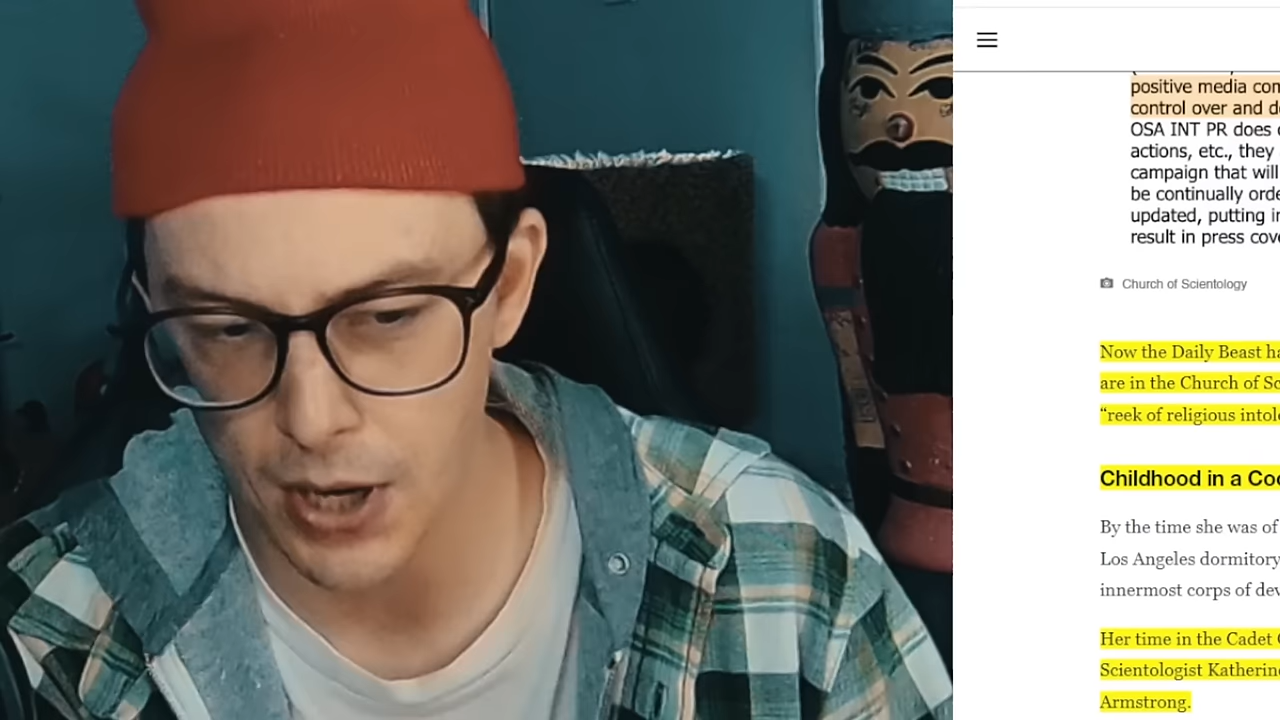 positive media con
control over and d
OSA INT PR does
actions, etc., they
campaign that will
be continually orde
updated, putting i
result in press cov
Church of Scientology
Now the Daily Beast ha
are in the Church of Sc
“reek of religious intol
Childhood in a Co
By the time she was of
Los Angeles dormitory
innermost corps of dev
Her time in the Cadet
Scientologist Katherin
Armstrong.